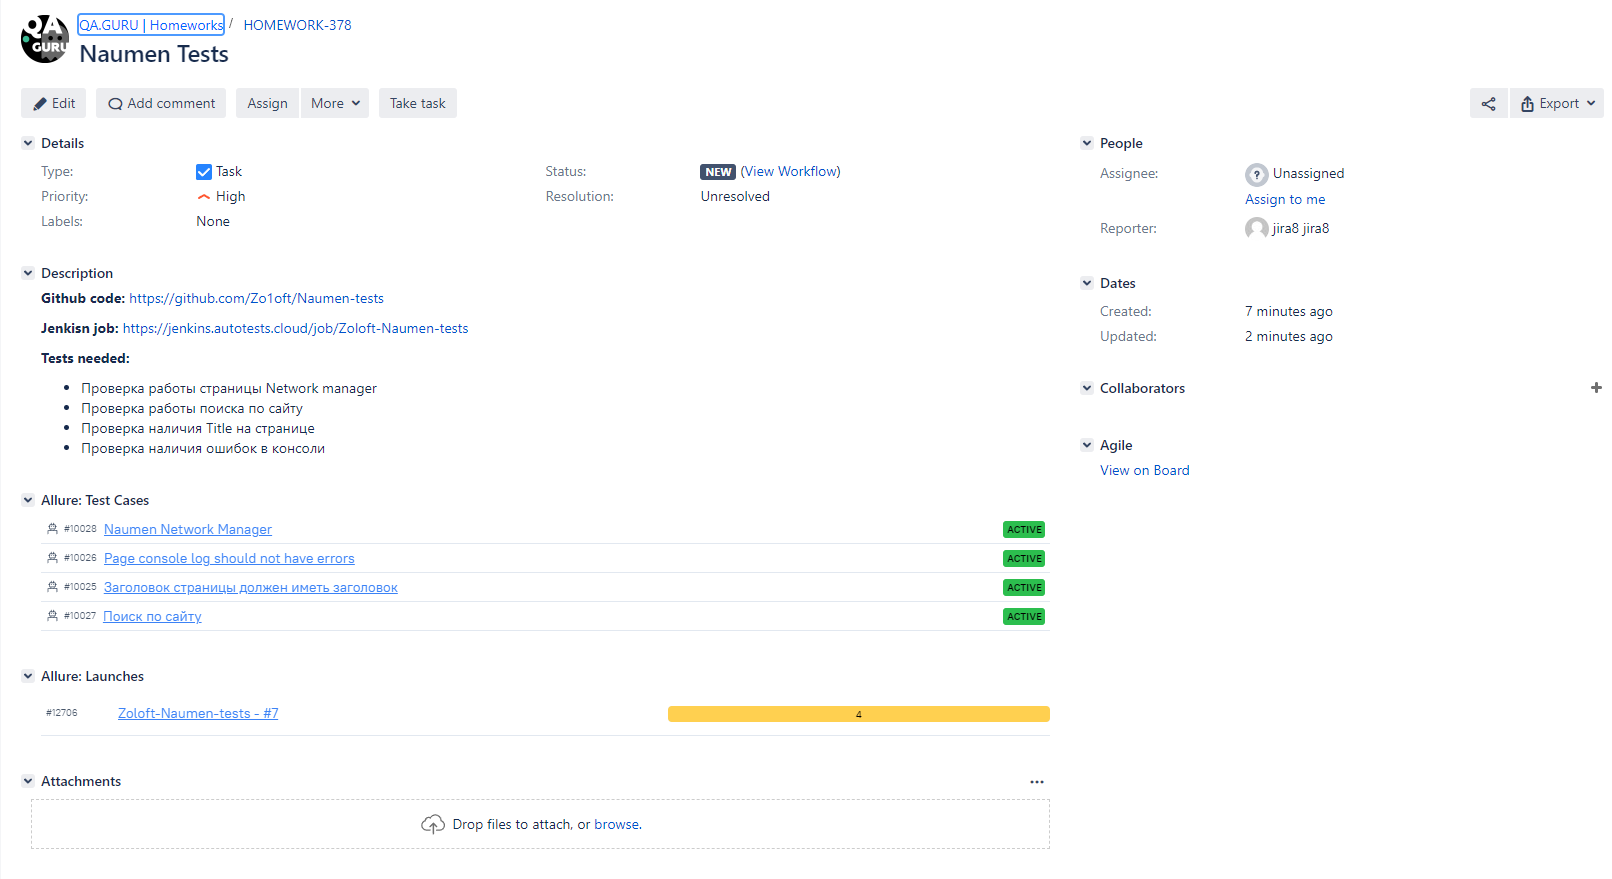 QA GURU
QA.GURU | Homeworks / HOMEWORK-378
Naumen Tests
Edit Add comment Assign More Take task Export
Details
Type: Task Status: NEW (View Workflow)
Priority: High Resolution: Unresolved
Labels: None
Description
Github code: https://github.com/Zo1oft/Naumen-tests
Jenkisn job: https://jenkins.autotests.cloud/job/Zoloft-Naumen-tests
Tests needed:
• Проверка работы страницы Network manager
• Проверка работы поиска по сайту
• Проверка наличия Title на странице
• Проверка наличия ошибок в консоли
Allure: Test Cases
#10028 Naumen Network Manager ACTIVE
#10026 Page console log should not have errors ACTIVE
#10025 Заголовок страницы должен иметь заголовок ACTIVE
#10027 Поиск по сайту ACTIVE
Allure: Launches
#12706 Zoloft-Naumen-tests - #7 4
Attachments
Drop files to attach, or browse.
People
Assignee: Unassigned
Assign to me
Reporter: jira8 jira8
Dates
Created: 7 minutes ago
Updated: 2 minutes ago
Collaborators
Agile
View on Board